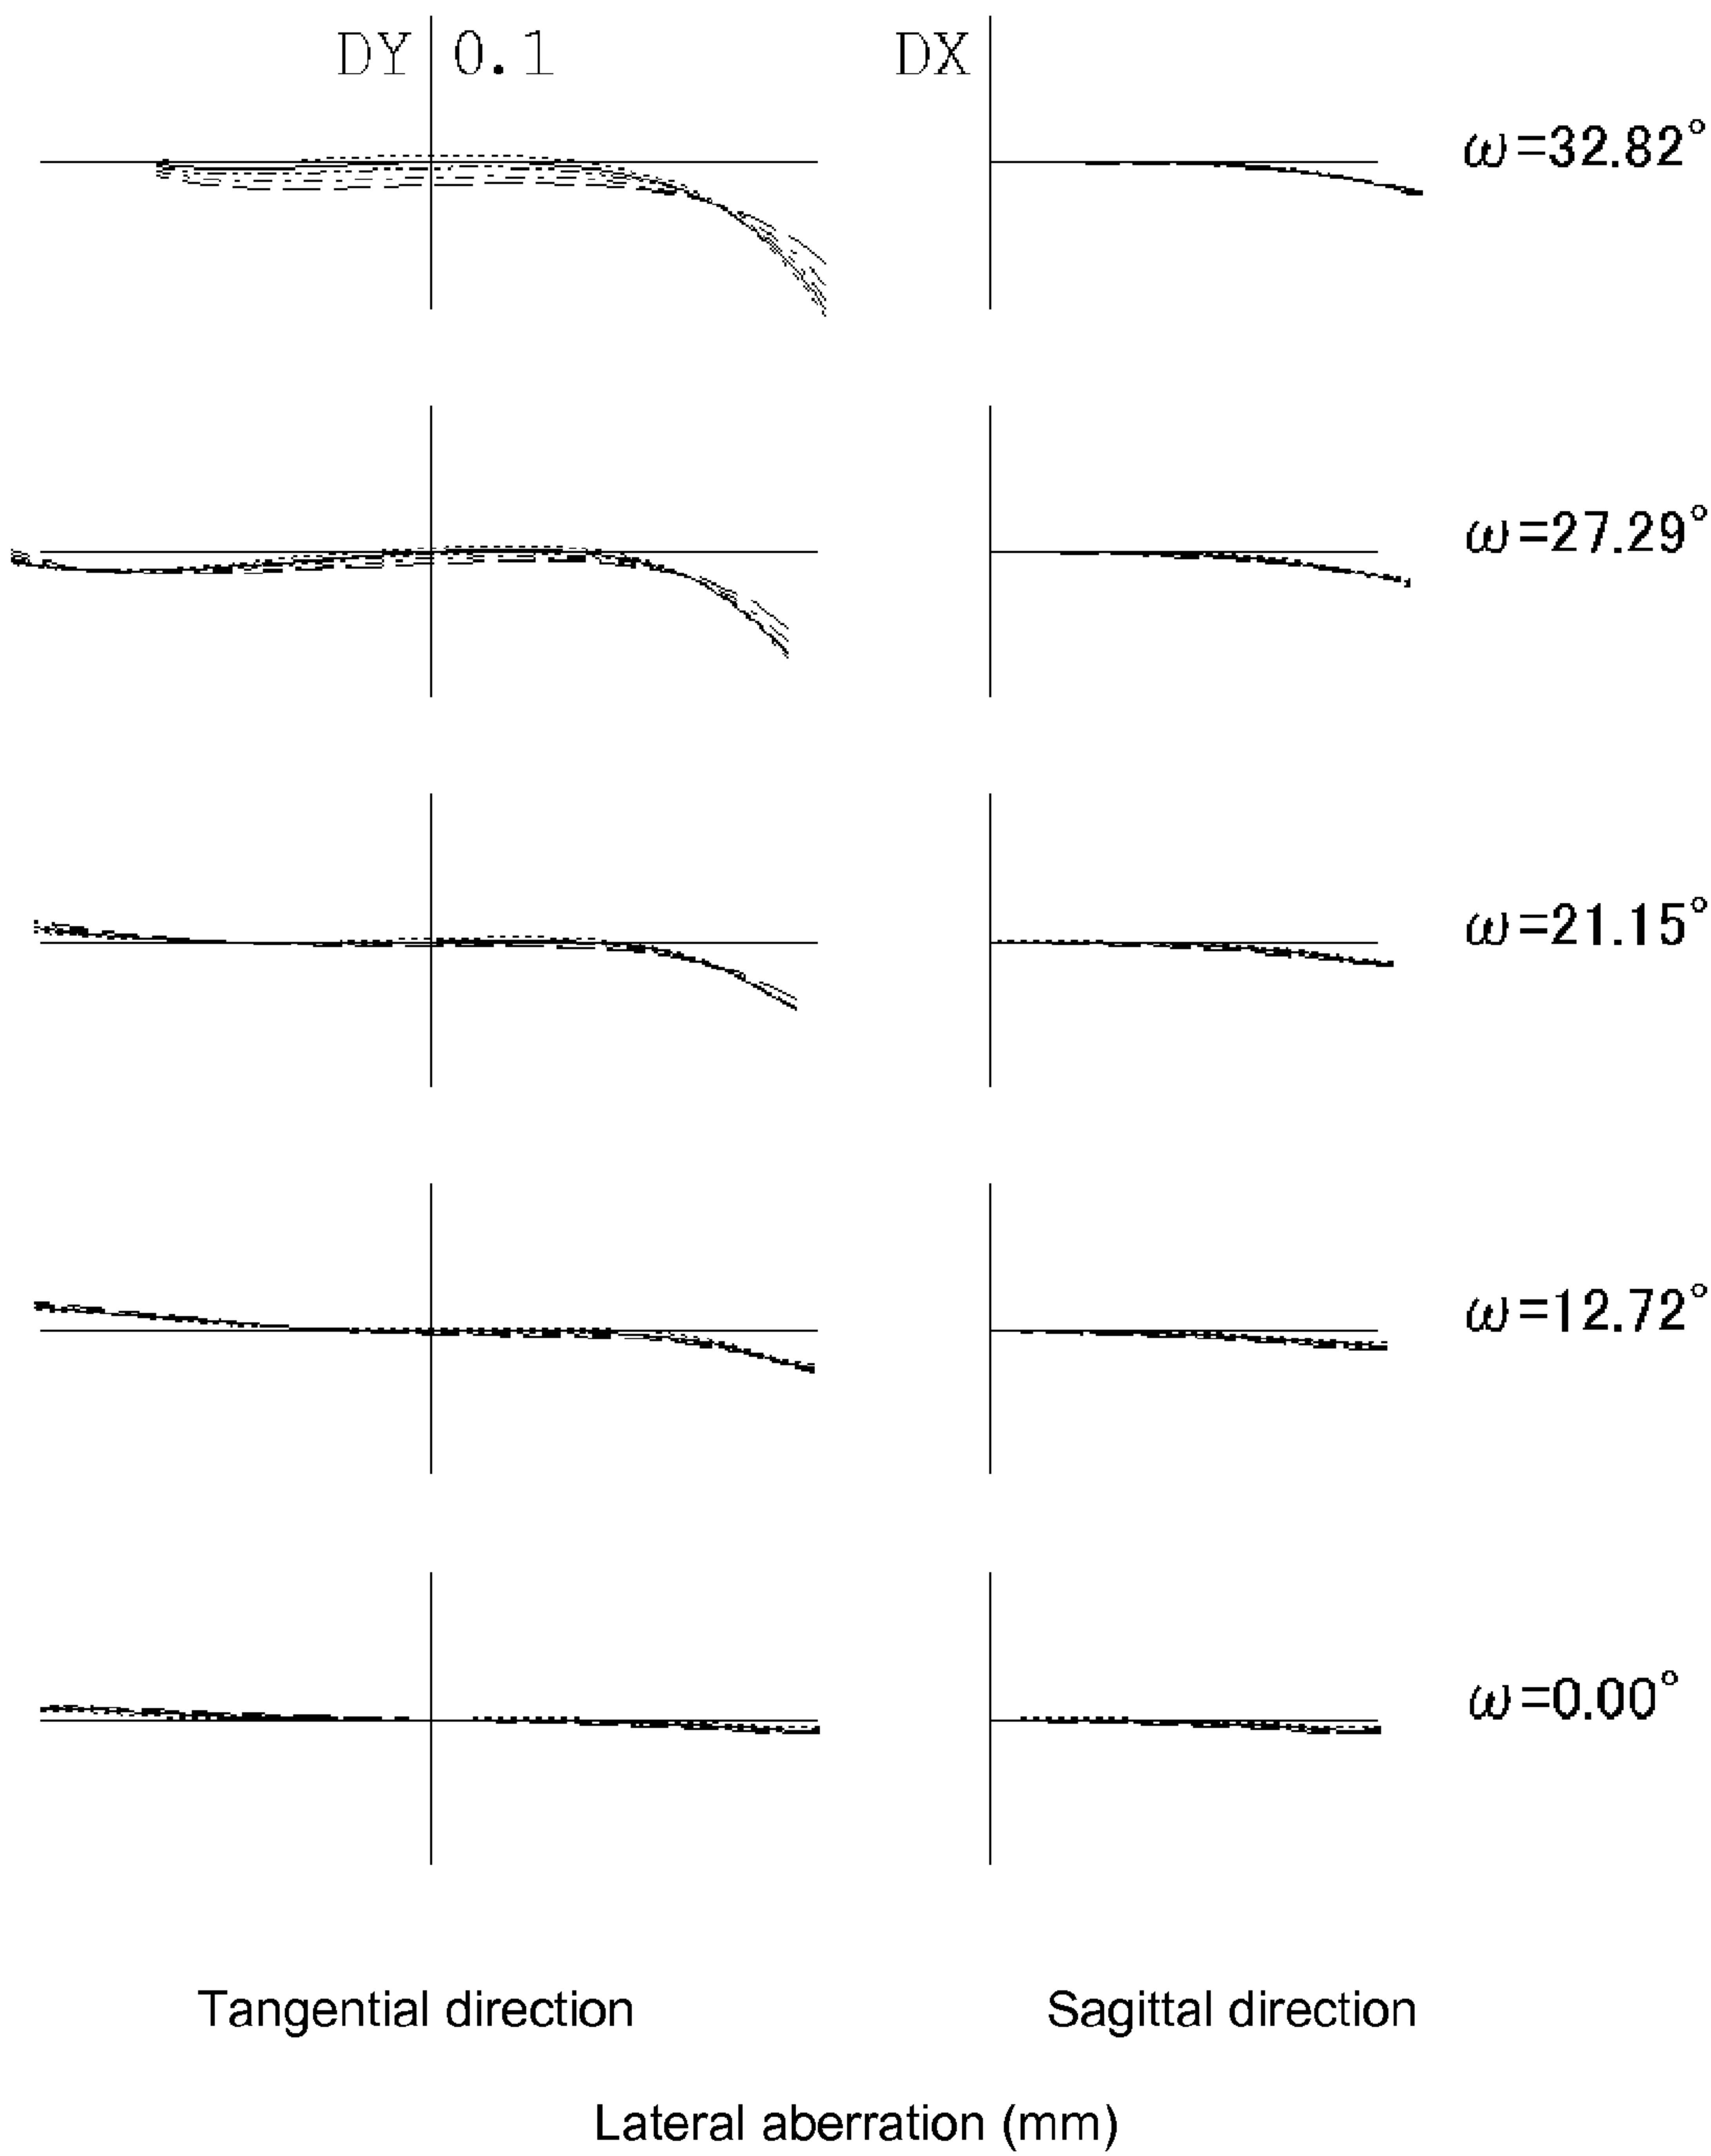 DY 0.1 DX
ω=32.82°
ω=27.29°
ω=21.15°
ω=12.72°
ω=0.00°
Tangential direction Sagittal direction
Lateral aberration (mm)